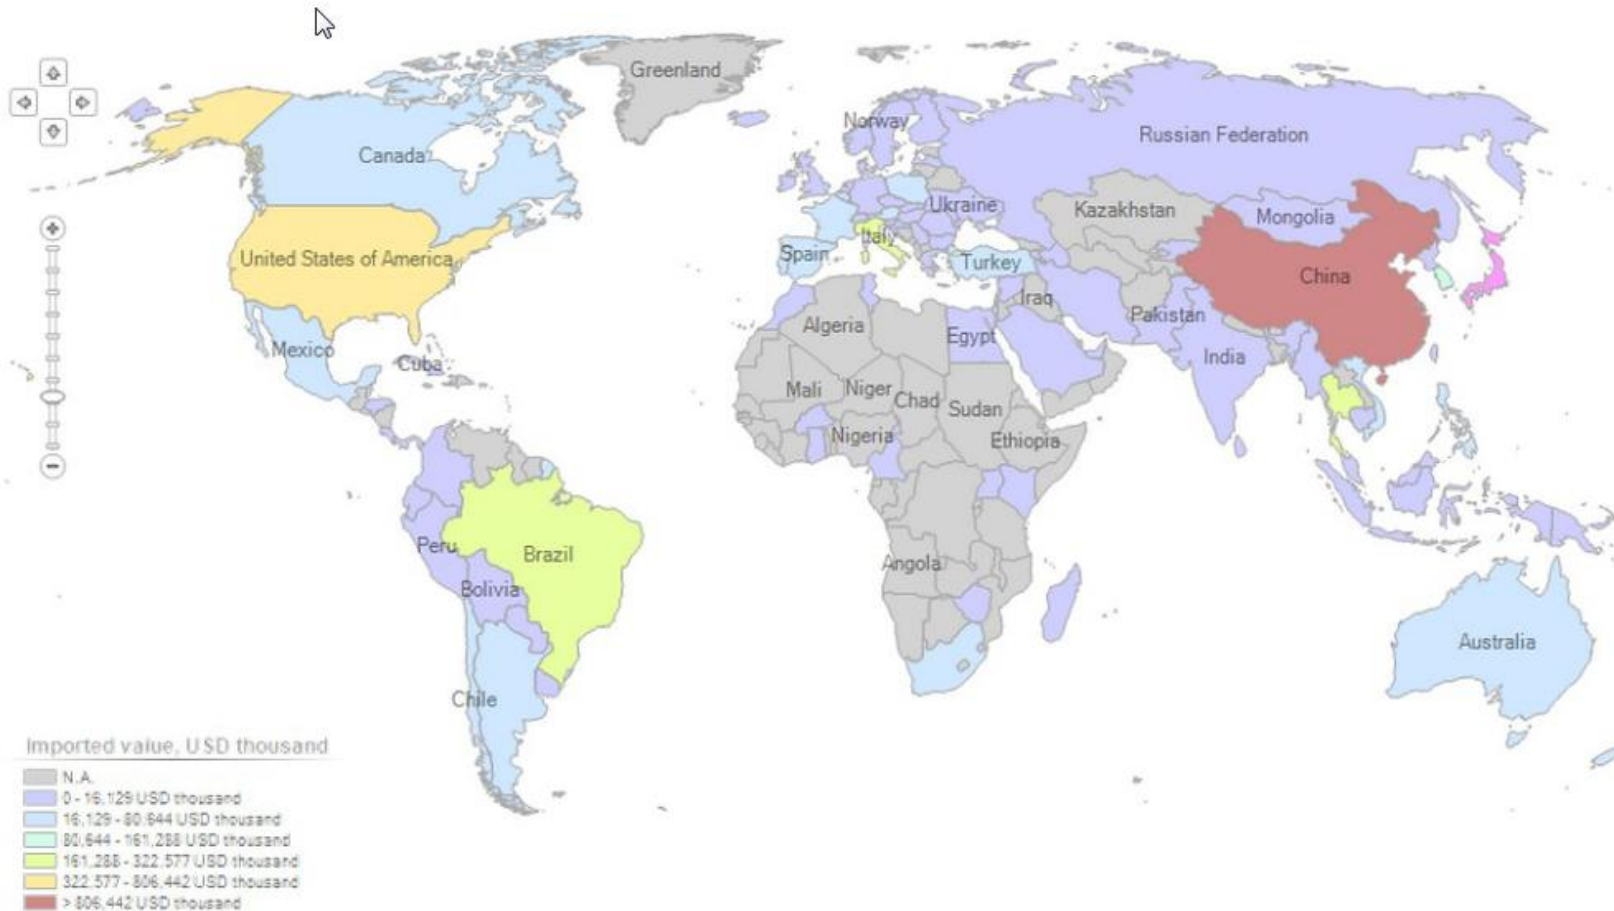 Greenland
Norway
Russian Federation
Canada
Ukraine
Kazakhstan
Mongolia
Italy
Spain
Turkey
United States of America
China
Iraq
Pakistan
Algeria
Egypt
India
Mexico
Cuba
Mali
Niger
Chad
Sudan
Nigeria
Ethiopia
Peru
Brazil
Angola
Bolivia
Australia
Chile
Imported value, USD thousand
N.A.
0 - 16,129 USD thousand
16,129 - 80,644 USD thousand
80,644 - 161,288 USD thousand
161,288 - 322,577 USD thousand
322,577 - 806,442 USD thousand
> 806,442 USD thousand